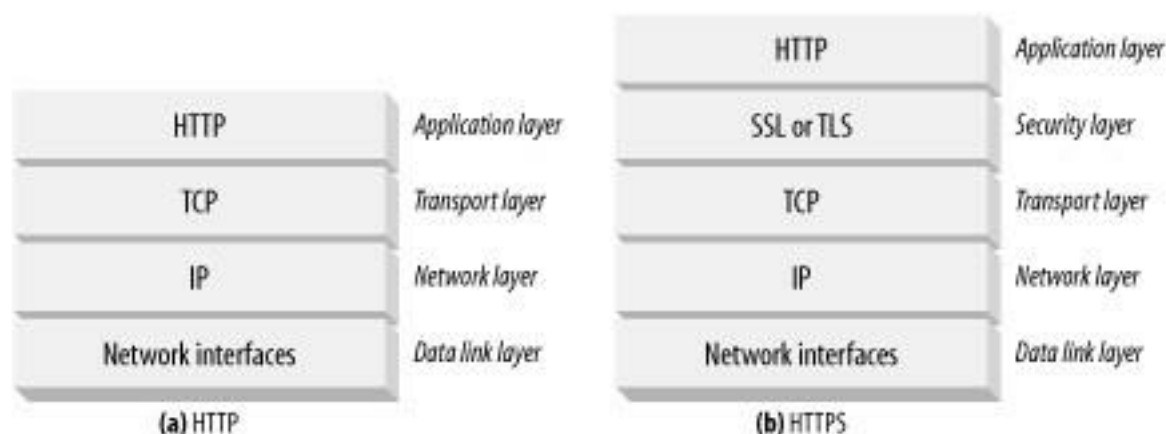 HTTP Application layer
HTTP Application layer
SSL or TLS Security layer
TCP Transport layer
TCP Transport layer
IP Network layer
IP Network layer
Network interfaces Data link layer
Network interfaces Data link layer
(a) HTTP
(b) HTTPS